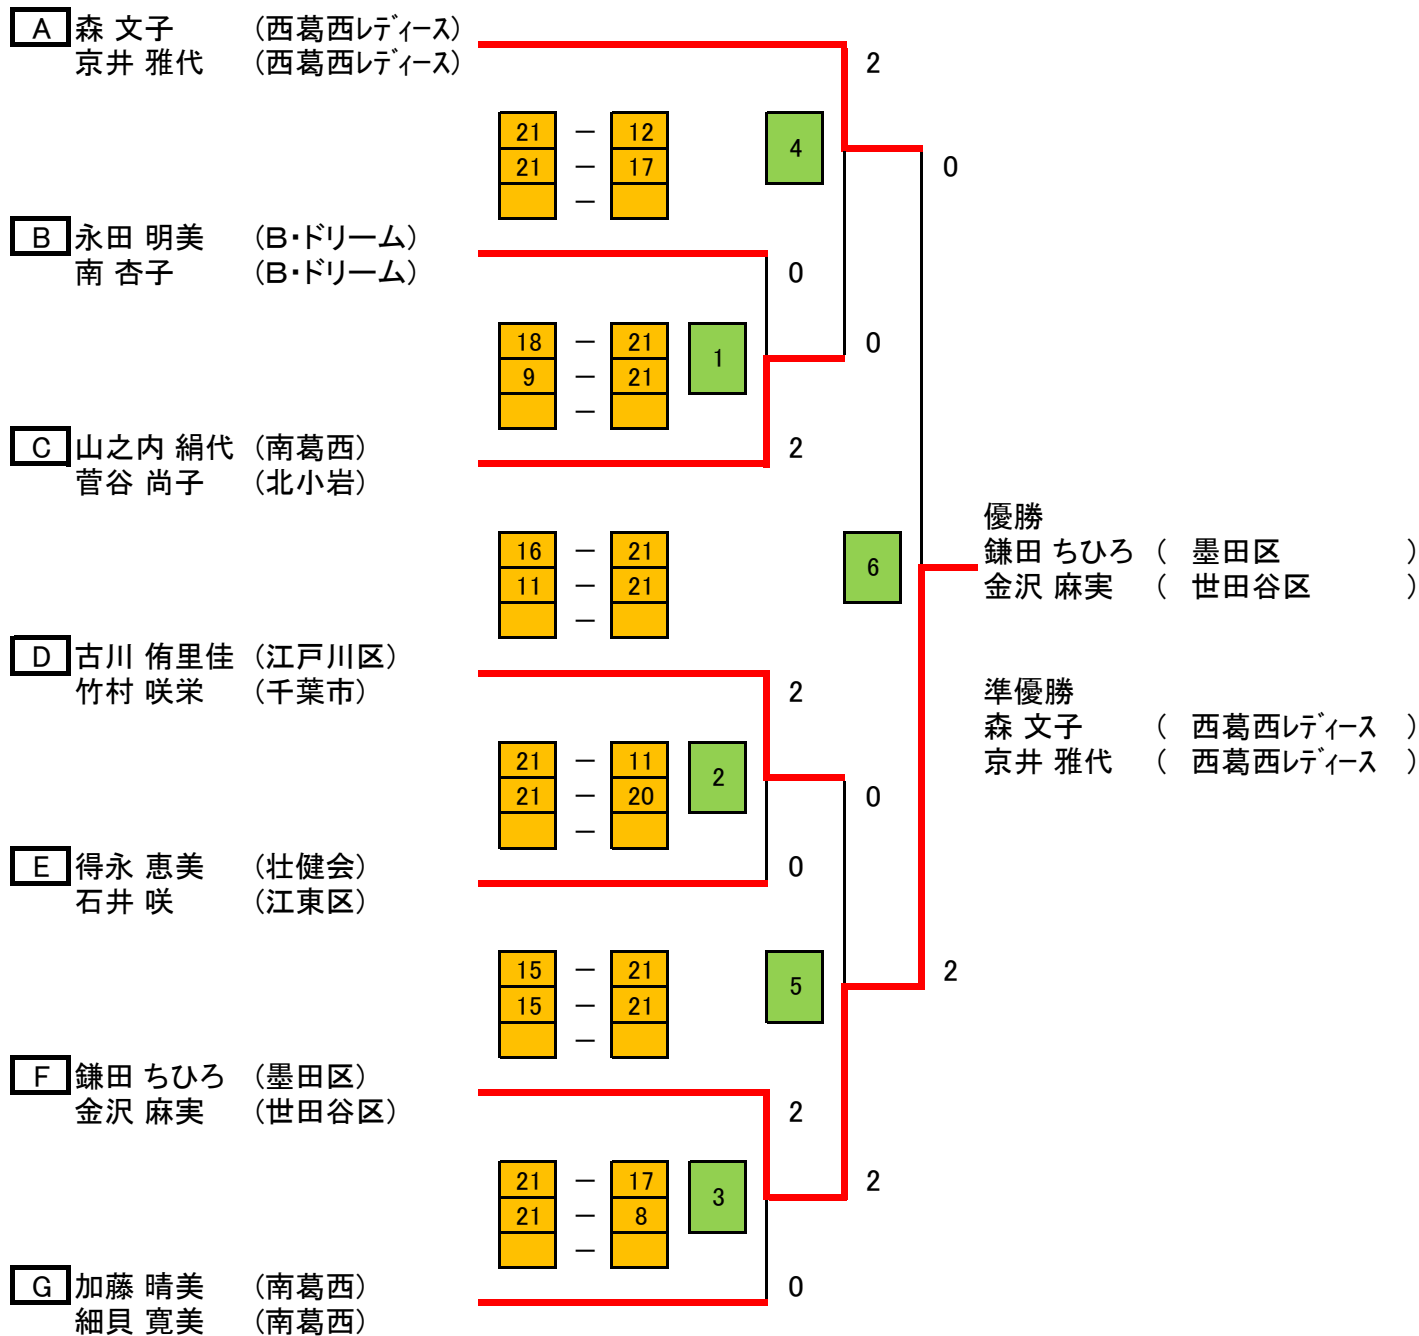 A 森 文子 (西葛西レディース)
京井 雅代 (西葛西レディース)
2
21 － 12
4
21 － 17
0
－
B 永田 明美 (B・ドリーム)
南 杏子 (B・ドリーム)
0
18 － 21
1
0
9 － 21
－
C 山之内 絹代 (南葛西)
2
菅谷 尚子 (北小岩)
優勝
16 － 21
6
鎌田 ちひろ ( 墨田区 )
11 － 21
金沢 麻実 ( 世田谷区 )
－
D 古川 侑里佳 (江戸川区)
竹村 咲栄 (千葉市)
2
準優勝
森 文子 ( 西葛西レディース )
21 － 11
2
京井 雅代 ( 西葛西レディース )
21 － 20
0
－
E 得永 恵美 (壮健会)
0
石井 咲 (江東区)
15 － 21
5
2
15 － 21
－
F 鎌田 ちひろ (墨田区)
金沢 麻実 (世田谷区)
2
21 － 17
3
2
21 － 8
－
G 加藤 晴美 (南葛西)
0
細貝 寛美 (南葛西)